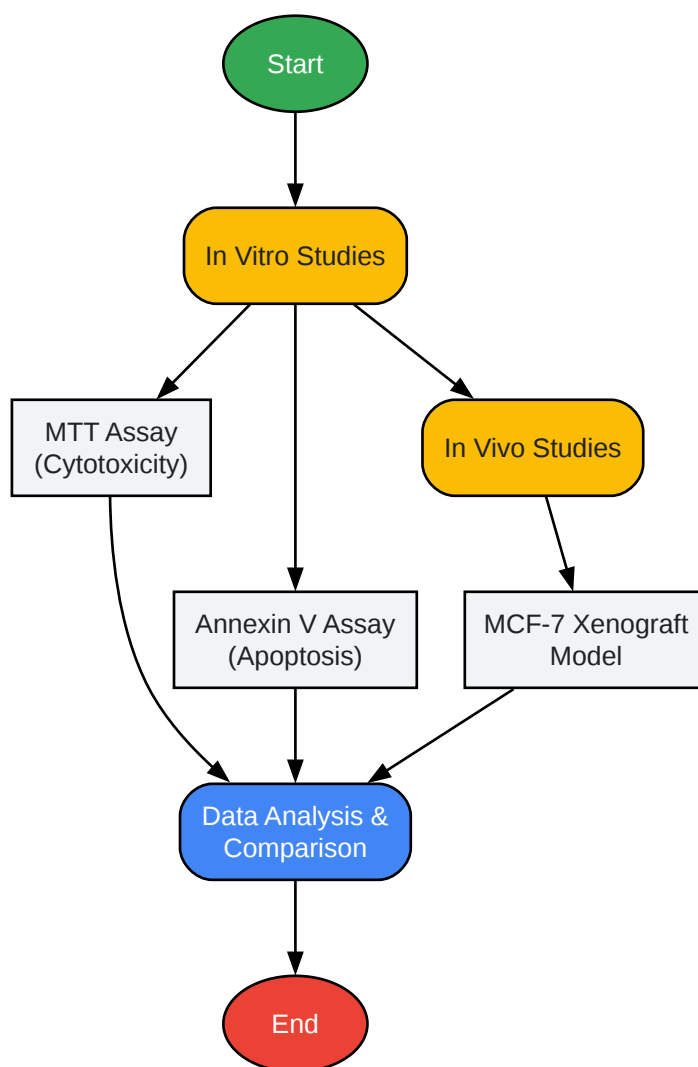 Start
In Vitro Studies
MTT Assay
(Cytotoxicity)
In Vivo Studies
Annexin V Assay
(Apoptosis)
MCF-7 Xenograft
Model
Data Analysis &
Comparison
End